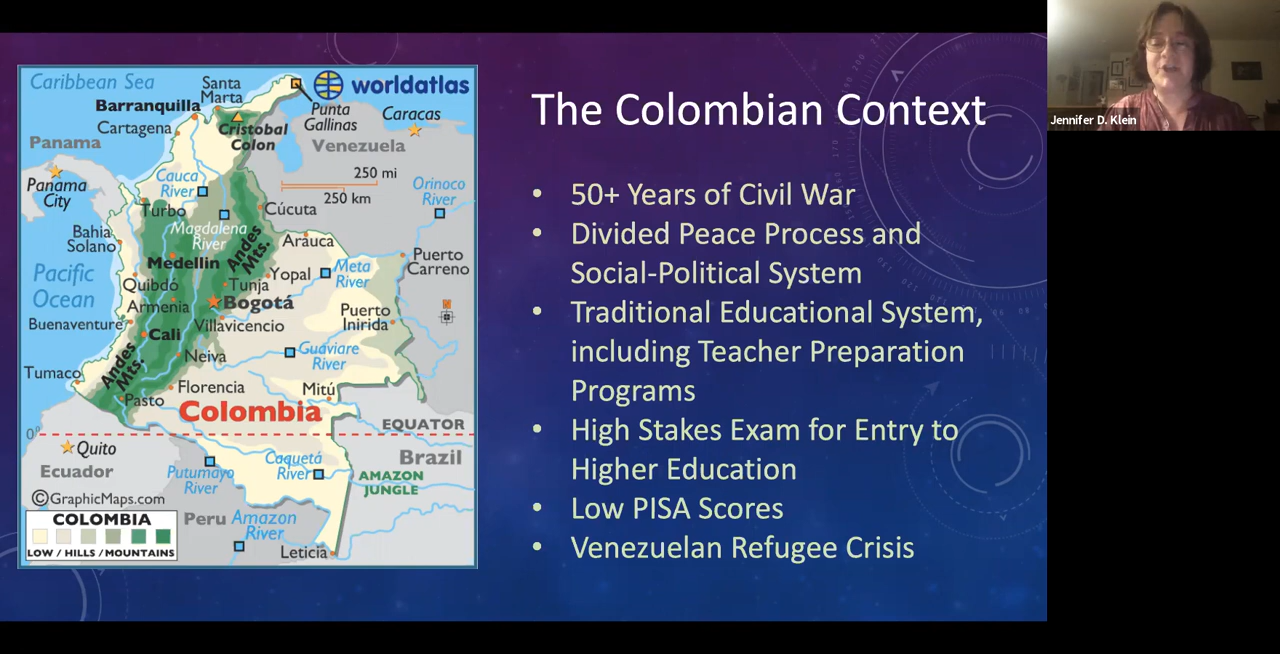 Caribbean Sea
Santa
Marta
worldatlas
Barranquilla
Punta
Gallinas
Caracas
Cartagena
Cristobal
Colon
Panama
Venezuela
Cauca
River
250 mi
250 km
Orinoco
River
Panama
City
Turbo
Cúcuta
Magdalena
River
Bahia
Solano
Arauca
Andes
Mts.
Medellin
Puerto
Carreno
Pacific
Ocean
Yopal
Meta
River
Quibdó
Tunja
Armenia
Bogotá
Puerto
Inirida
Buenaventure
Villavicencio
Cali
Andes
Mts.
Neiva
Guaviare
River
Tumaco
Florencia
Mitú
Pasto
Colombia
EQUATOR
0°
Quito
Ecuador
Brazil
Putumayo
River
Caquetá
River
AMAZON
JUNGLE
©GraphicMaps.com
Peru
Amazon
River
COLOMBIA
LOW / HILLS / MOUNTAINS
Leticia
The Colombian Context
• 50+ Years of Civil War
• Divided Peace Process and
Social-Political System
• Traditional Educational System,
including Teacher Preparation
Programs
• High Stakes Exam for Entry to
Higher Education
• Low PISA Scores
• Venezuelan Refugee Crisis
Jennifer D. Klein